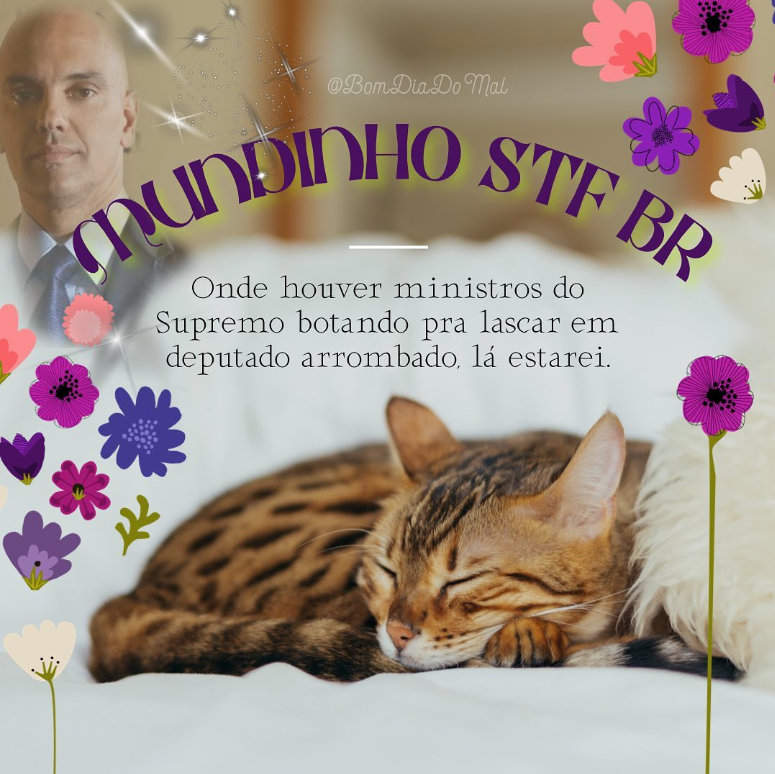 @BomDiaDoMal
MUNDINHO STF BR
Onde houver ministros do
Supremo botando pra lascar em
deputado arrombado, lá estarei.